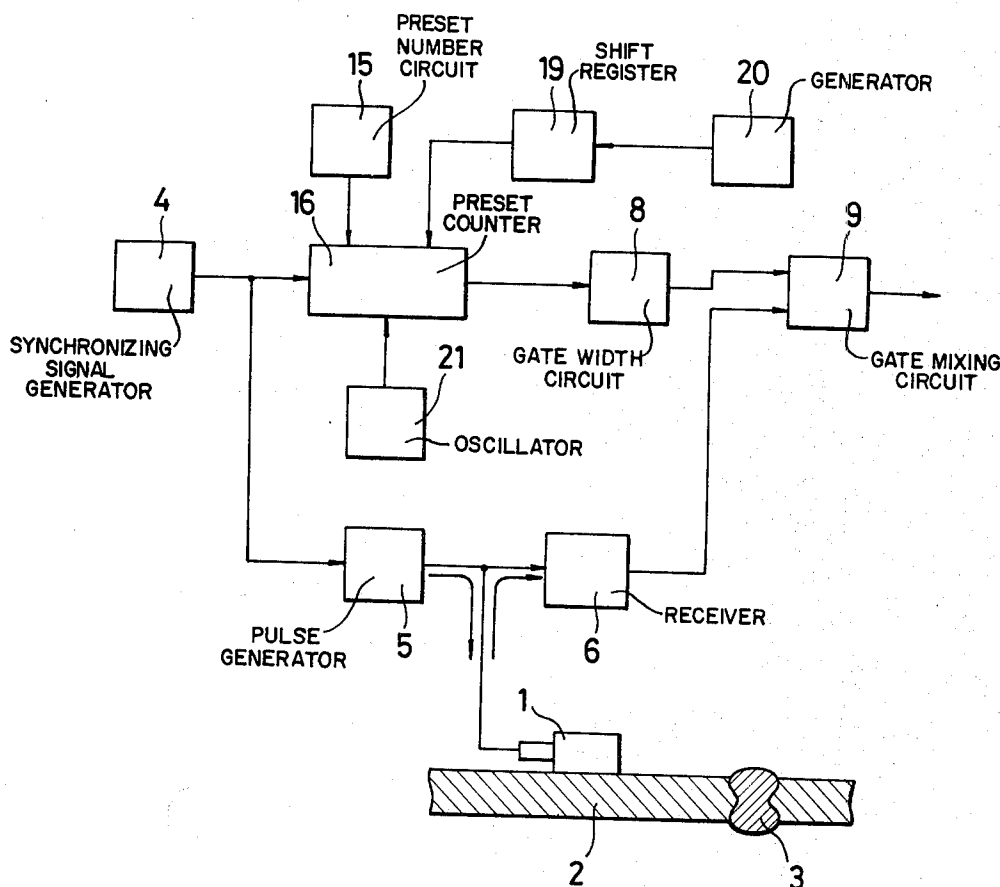 PRESET
NUMBER
CIRCUIT
15
19
SHIFT
REGISTER
20
GENERATOR
4
16
PRESET
COUNTER
8
9
SYNCHRONIZING
SIGNAL
GENERATOR
21
OSCILLATOR
GATE WIDTH
CIRCUIT
GATE MIXING
CIRCUIT
PULSE
GENERATOR
5
6
RECEIVER
1
2
3